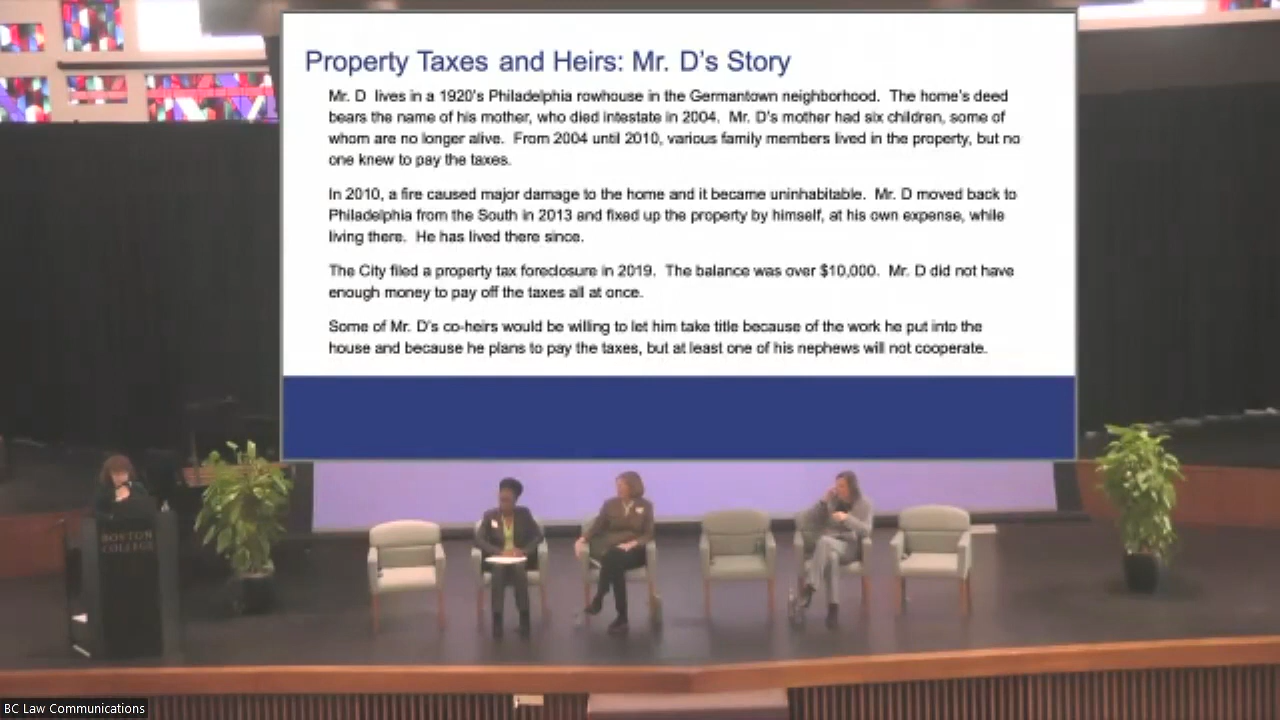 Property Taxes and Heirs: Mr. D's Story
Mr. D lives in a 1920's Philadelphia rowhouse in the Germantown neighborhood. The home's deed
bears the name of his mother, who died intestate in 2004. Mr. D's mother had six children, some of
whom are no longer alive. From 2004 until 2010, various family members lived in the property, but no
one knew to pay the taxes.
In 2010, a fire caused major damage to the home and it became uninhabitable. Mr. D moved back to
Philadelphia from the South in 2013 and fixed up the property by himself, at his own expense, while
living there. He has lived there since.
The City filed a property tax foreclosure in 2019. The balance was over $10,000. Mr. D did not have
enough money to pay off the taxes all at once.
Some of Mr. D's co-heirs would be willing to let him take title because of the work he put into the
house and because he plans to pay the taxes, but at least one of his nephews will not cooperate.
BOSTON
COLLEGE
BC Law Communications